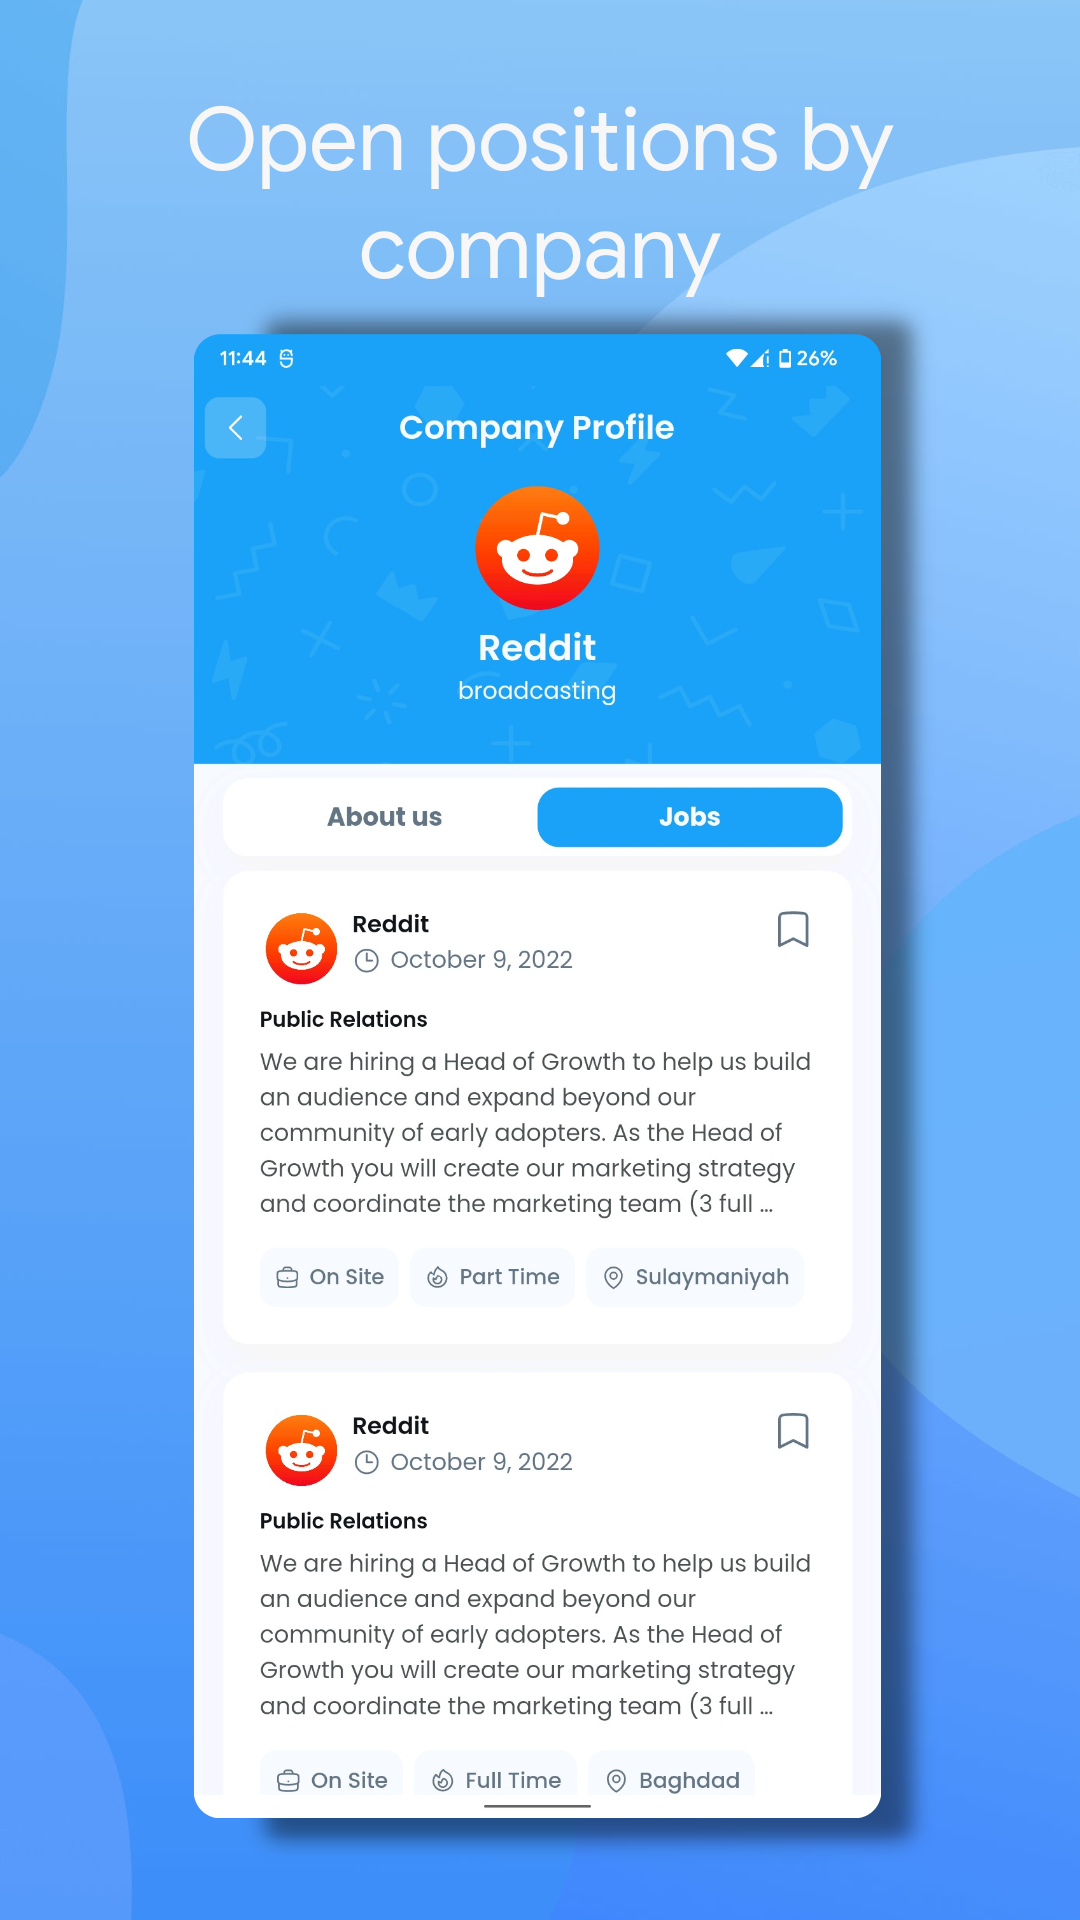 Open positions by
company
11:44
26%
Company Profile
Reddit
broadcasting
About us
Jobs
Reddit
October 9, 2022
Public Relations
We are hiring a Head of Growth to help us build
an audience and expand beyond our
community of early adopters. As the Head of
Growth you will create our marketing strategy
and coordinate the marketing team (3 full ...
On Site
Part Time
Sulaymaniyah
Reddit
October 9, 2022
Public Relations
We are hiring a Head of Growth to help us build
an audience and expand beyond our
community of early adopters. As the Head of
Growth you will create our marketing strategy
and coordinate the marketing team (3 full ...
On Site
Full Time
Baghdad